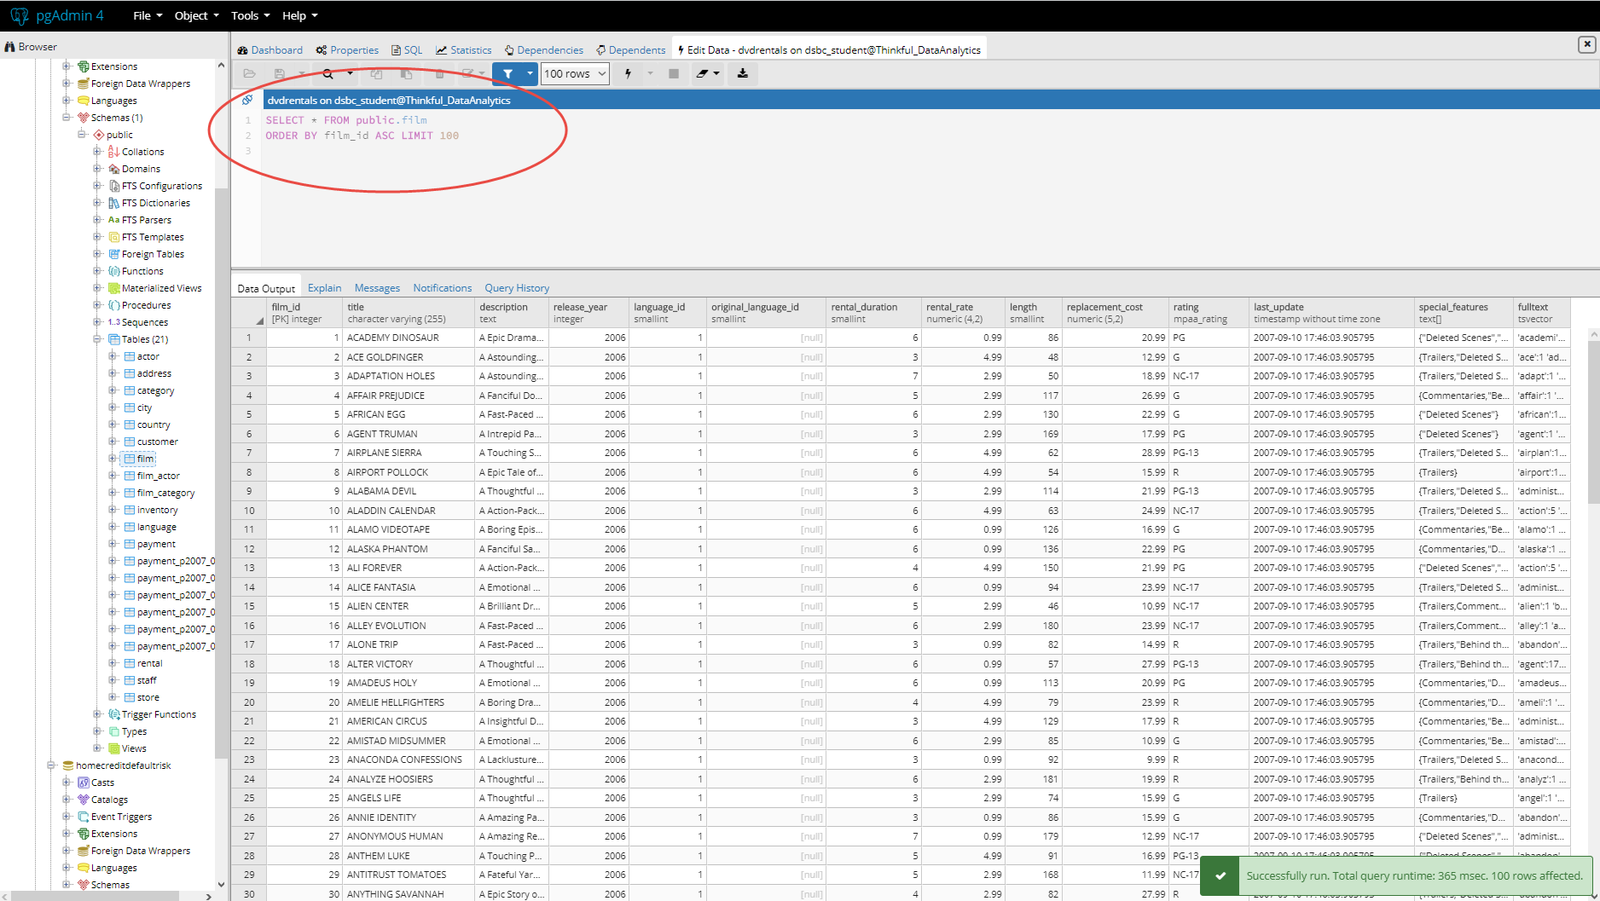 pgAdmin 4 File Object Tools Help
Browser
Extensions
Foreign Data Wrappers
Languages
Schemas (1)
public
Collations
Domains
FTS Configurations
FTS Dictionaries
FTS Parsers
FTS Templates
Foreign Tables
Functions
Materialized Views
Procedures
Sequences
Tables (21)
actor
address
category
city
country
customer
film
film_actor
film_category
inventory
language
payment
payment_p2007_0
payment_p2007_0
payment_p2007_0
payment_p2007_0
payment_p2007_0
payment_p2007_0
rental
staff
store
Trigger Functions
Types
Views
homecreditdefaultrisk
Casts
Catalogs
Event Triggers
Extensions
Foreign Data Wrappers
Languages
Schemas
Dashboard Properties SQL Statistics Dependencies Dependents Edit Data - dvdrentals on dsbc_student@Thinkful_DataAnalytics
100 rows
dvdrentals on dsbc_student@Thinkful_DataAnalytics
1 SELECT * FROM public.film
2 ORDER BY film_id ASC LIMIT 100
3
Data Output Explain Messages Notifications Query History
film_id title description release_year language_id original_language_id rental_duration rental_rate length replacement_cost rating last_update special_features fulltext
[PK] integer character varying (255) text integer smallint smallint smallint numeric (4,2) smallint numeric (5,2) mpaa_rating timestamp without time zone text[] tsvector
1 1 ACADEMY DINOSAUR A Epic Drama... 2006 1 [null] 6 0.99 86 20.99 PG 2007-09-10 17:46:03.905795 {"Deleted Scenes","... 'academi'...
2 2 ACE GOLDFINGER A Astounding... 2006 1 [null] 3 4.99 48 12.99 G 2007-09-10 17:46:03.905795 {Trailers,"Deleted S... 'ace':1 'ad...
3 3 ADAPTATION HOLES A Astounding... 2006 1 [null] 7 2.99 50 18.99 NC-17 2007-09-10 17:46:03.905795 {Trailers,"Deleted S... 'adapt':1 '...
4 4 AFFAIR PREJUDICE A Fanciful Do... 2006 1 [null] 5 2.99 117 26.99 G 2007-09-10 17:46:03.905795 {Commentaries,"Be... 'affair':1 '...
5 5 AFRICAN EGG A Fast-Paced ... 2006 1 [null] 6 2.99 130 22.99 G 2007-09-10 17:46:03.905795 {"Deleted Scenes"} 'african':1...
6 6 AGENT TRUMAN A Intrepid Pa... 2006 1 [null] 3 2.99 169 17.99 PG 2007-09-10 17:46:03.905795 {"Deleted Scenes"} 'agent':1 '...
7 7 AIRPLANE SIERRA A Touching S... 2006 1 [null] 6 4.99 62 28.99 PG-13 2007-09-10 17:46:03.905795 {Trailers,"Deleted S... 'airplan':1...
8 8 AIRPORT POLLOCK A Epic Tale of... 2006 1 [null] 6 4.99 54 15.99 R 2007-09-10 17:46:03.905795 {Trailers} 'airport':1...
9 9 ALABAMA DEVIL A Thoughtful ... 2006 1 [null] 3 2.99 114 21.99 PG-13 2007-09-10 17:46:03.905795 {Trailers,"Deleted S... 'administ...
10 10 ALADDIN CALENDAR A Action-Pack... 2006 1 [null] 6 4.99 63 24.99 NC-17 2007-09-10 17:46:03.905795 {Trailers,"Deleted S... 'action':5 '...
11 11 ALAMO VIDEOTAPE A Boring Epis... 2006 1 [null] 6 0.99 126 16.99 G 2007-09-10 17:46:03.905795 {Commentaries,"Be... 'alamo':1 ...
12 12 ALASKA PHANTOM A Fanciful Sa... 2006 1 [null] 6 0.99 136 22.99 PG 2007-09-10 17:46:03.905795 {Commentaries,"D... 'alaska':1 ...
13 13 ALI FOREVER A Action-Pack... 2006 1 [null] 4 4.99 150 21.99 PG 2007-09-10 17:46:03.905795 {"Deleted Scenes",... 'action':5 '...
14 14 ALICE FANTASIA A Emotional ... 2006 1 [null] 6 0.99 94 23.99 NC-17 2007-09-10 17:46:03.905795 {Trailers,"Deleted S... 'administ...
15 15 ALIEN CENTER A Brilliant Dr... 2006 1 [null] 5 2.99 46 10.99 NC-17 2007-09-10 17:46:03.905795 {Trailers,Comment... 'alien':1 'b...
16 16 ALLEY EVOLUTION A Fast-Paced ... 2006 1 [null] 6 2.99 180 23.99 NC-17 2007-09-10 17:46:03.905795 {Trailers,Comment... 'alley':1 'a...
17 17 ALONE TRIP A Fast-Paced ... 2006 1 [null] 3 0.99 82 14.99 R 2007-09-10 17:46:03.905795 {Trailers,"Behind th... 'abandon'...
18 18 ALTER VICTORY A Thoughtful ... 2006 1 [null] 6 0.99 57 27.99 PG-13 2007-09-10 17:46:03.905795 {Trailers,"Behind th... 'agent':17...
19 19 AMADEUS HOLY A Emotional ... 2006 1 [null] 6 0.99 113 20.99 PG 2007-09-10 17:46:03.905795 {Commentaries,"D... 'amadeus...
20 20 AMELIE HELLFIGHTERS A Boring Dra... 2006 1 [null] 4 4.99 79 23.99 R 2007-09-10 17:46:03.905795 {Commentaries,"D... 'ameli':1 '...
21 21 AMERICAN CIRCUS A Insightful D... 2006 1 [null] 3 4.99 129 17.99 R 2007-09-10 17:46:03.905795 {Commentaries,"Be... 'administ...
22 22 AMISTAD MIDSUMMER A Emotional ... 2006 1 [null] 6 2.99 85 10.99 G 2007-09-10 17:46:03.905795 {Commentaries,"Be... 'amistad:...
23 23 ANACONDA CONFESSIONS A Lacklusture... 2006 1 [null] 3 0.99 92 9.99 R 2007-09-10 17:46:03.905795 {Trailers,"Deleted S... 'anacond...
24 24 ANALYZE HOOSIERS A Thoughtful ... 2006 1 [null] 6 2.99 181 19.99 R 2007-09-10 17:46:03.905795 {Trailers,"Behind th... 'analyz':1 ...
25 25 ANGELS LIFE A Thoughtful ... 2006 1 [null] 3 2.99 74 15.99 G 2007-09-10 17:46:03.905795 {Trailers} 'angel':1 '...
26 26 ANNIE IDENTITY A Amazing Pa... 2006 1 [null] 3 0.99 86 15.99 G 2007-09-10 17:46:03.905795 {Commentaries,"D... 'abandon'...
27 27 ANONYMOUS HUMAN A Amazing Re... 2006 1 [null] 7 0.99 179 12.99 NC-17 2007-09-10 17:46:03.905795 {"Deleted Scenes","... 'administ...
28 28 ANTHEM LUKE A Touching P... 2006 1 [null] 5 4.99 91 16.99 PG-13
29 29 ANTITRUST TOMATOES A Fateful Yar... 2006 1 [null] 5 2.99 168 11.99 NC-17
30 30 ANYTHING SAVANNAH A Epic Story o... 2006 1 [null] 4 2.99 82 27.99 R
Successfully run. Total query runtime: 365 msec. 100 rows affected.